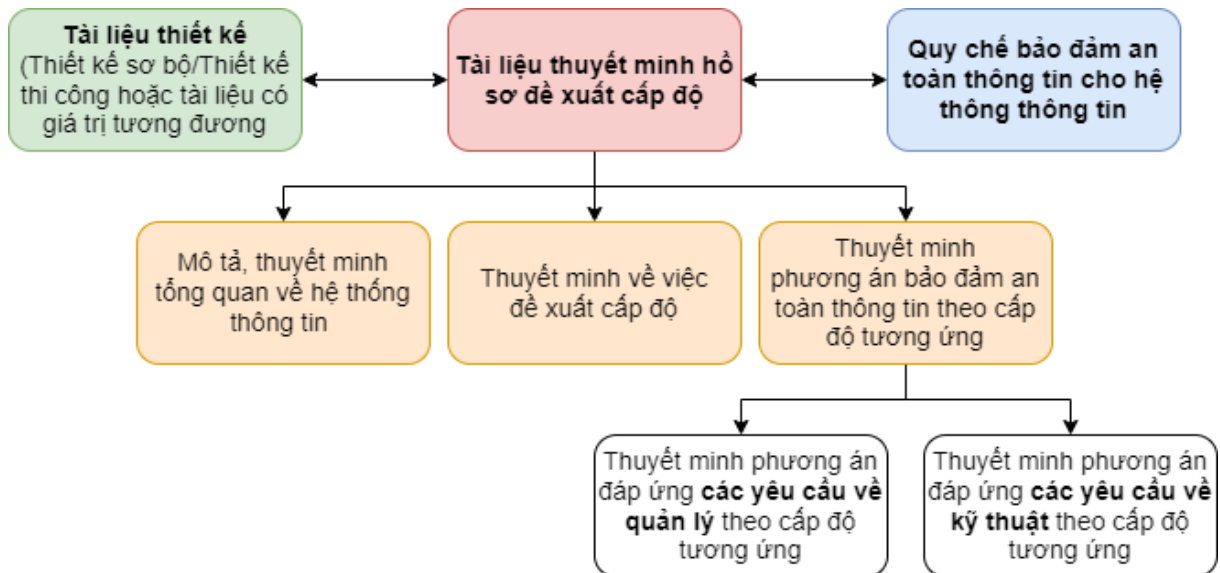 Tài liệu thiết kế
(Thiết kế sơ bộ/Thiết kế
thi công hoặc tài liệu có
giá trị tương đương
Tài liệu thuyết minh hồ
sơ đề xuất cấp độ
Quy chế bảo đảm an
toàn thông tin cho hệ
thông thông tin
Mô tả, thuyết minh
tổng quan về hệ thống
thông tin
Thuyết minh về việc
đề xuất cấp độ
Thuyết minh
phương án bảo đảm an
toàn thông tin theo cấp
độ tương ứng
Thuyết minh phương án
đáp ứng các yêu cầu về
quản lý theo cấp độ
tương ứng
Thuyết minh phương án
đáp ứng các yêu cầu về
kỹ thuật theo cấp độ
tương ứng